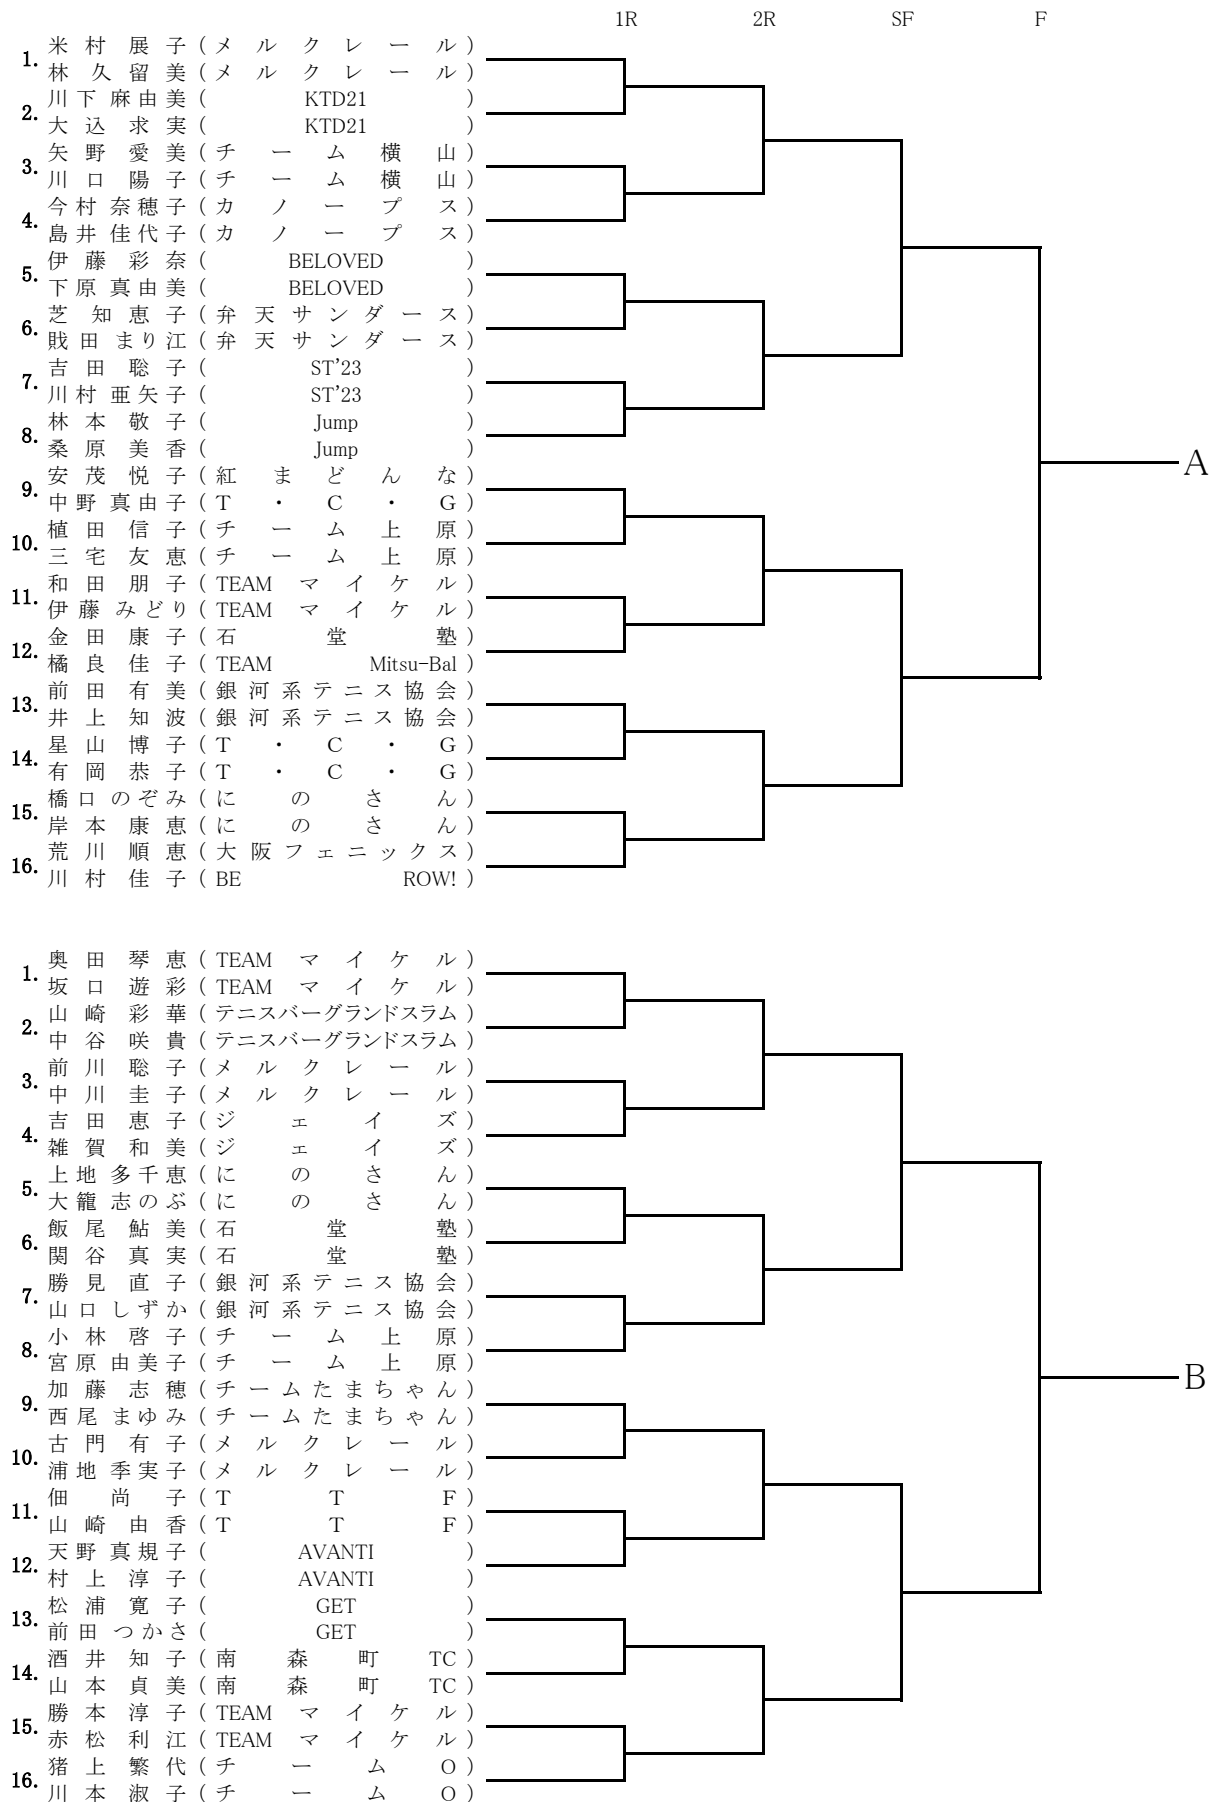 1R 2R SF F
1. 米村展子(メルクレール)
林久留美(メルクレール)
2. 川下麻由美(KTD21)
大込求実(KTD21)
3. 矢野愛美(チーム横山)
川口陽子(チーム横山)
4. 今村奈穂子(カノープス)
島井佳代子(カノープス)
5. 伊藤彩奈(BELOVED)
下原真由美(BELOVED)
6. 芝知恵子(弁天サンダース)
賎田まり江(弁天サンダース)
7. 吉田聡子(ST’23)
川村亜矢子(ST’23)
8. 林本敬子(Jump)
桑原美香(Jump)
9. 安茂悦子(紅まどんな)
中野真由子(T・C・G)
10. 植田信子(チーム上原)
三宅友恵(チーム上原)
11. 和田朋子(TEAMマイケル)
伊藤みどり(TEAMマイケル)
12. 金田康子(石堂塾)
橘良佳子(TEAM Mitsu-Bal)
13. 前田有美(銀河系テニス協会)
井上知波(銀河系テニス協会)
14. 星山博子(T・C・G)
有岡恭子(T・C・G)
15. 橋口のぞみ(にのさん)
岸本康恵(にのさん)
16. 荒川順恵(大阪フェニックス)
川村佳子(BE ROW!)
A
1. 奥田琴恵(TEAMマイケル)
坂口遊彩(TEAMマイケル)
2. 山崎彩華(テニスバーグランドスラム)
中谷咲貴(テニスバーグランドスラム)
3. 前川聡子(メルクレール)
中川圭子(メルクレール)
4. 吉田恵子(ジェイズ)
雑賀和美(ジェイズ)
5. 上地多千恵(にのさん)
大籠志のぶ(にのさん)
6. 飯尾鮎美(石堂塾)
関谷真実(石堂塾)
7. 勝見直子(銀河系テニス協会)
山口しずか(銀河系テニス協会)
8. 小林啓子(チーム上原)
宮原由美子(チーム上原)
9. 加藤志穂(チームたまちゃん)
西尾まゆみ(チームたまちゃん)
10. 古門有子(メルクレール)
浦地季実子(メルクレール)
11. 佃尚子(TTF)
山崎由香(TTF)
12. 天野真規子(AVANTI)
村上淳子(AVANTI)
13. 松浦寛子(GET)
前田つかさ(GET)
14. 酒井知子(南森町TC)
山本貞美(南森町TC)
15. 勝本淳子(TEAMマイケル)
赤松利江(TEAMマイケル)
16. 猪上繁代(チームO)
川本淑子(チームO)
B